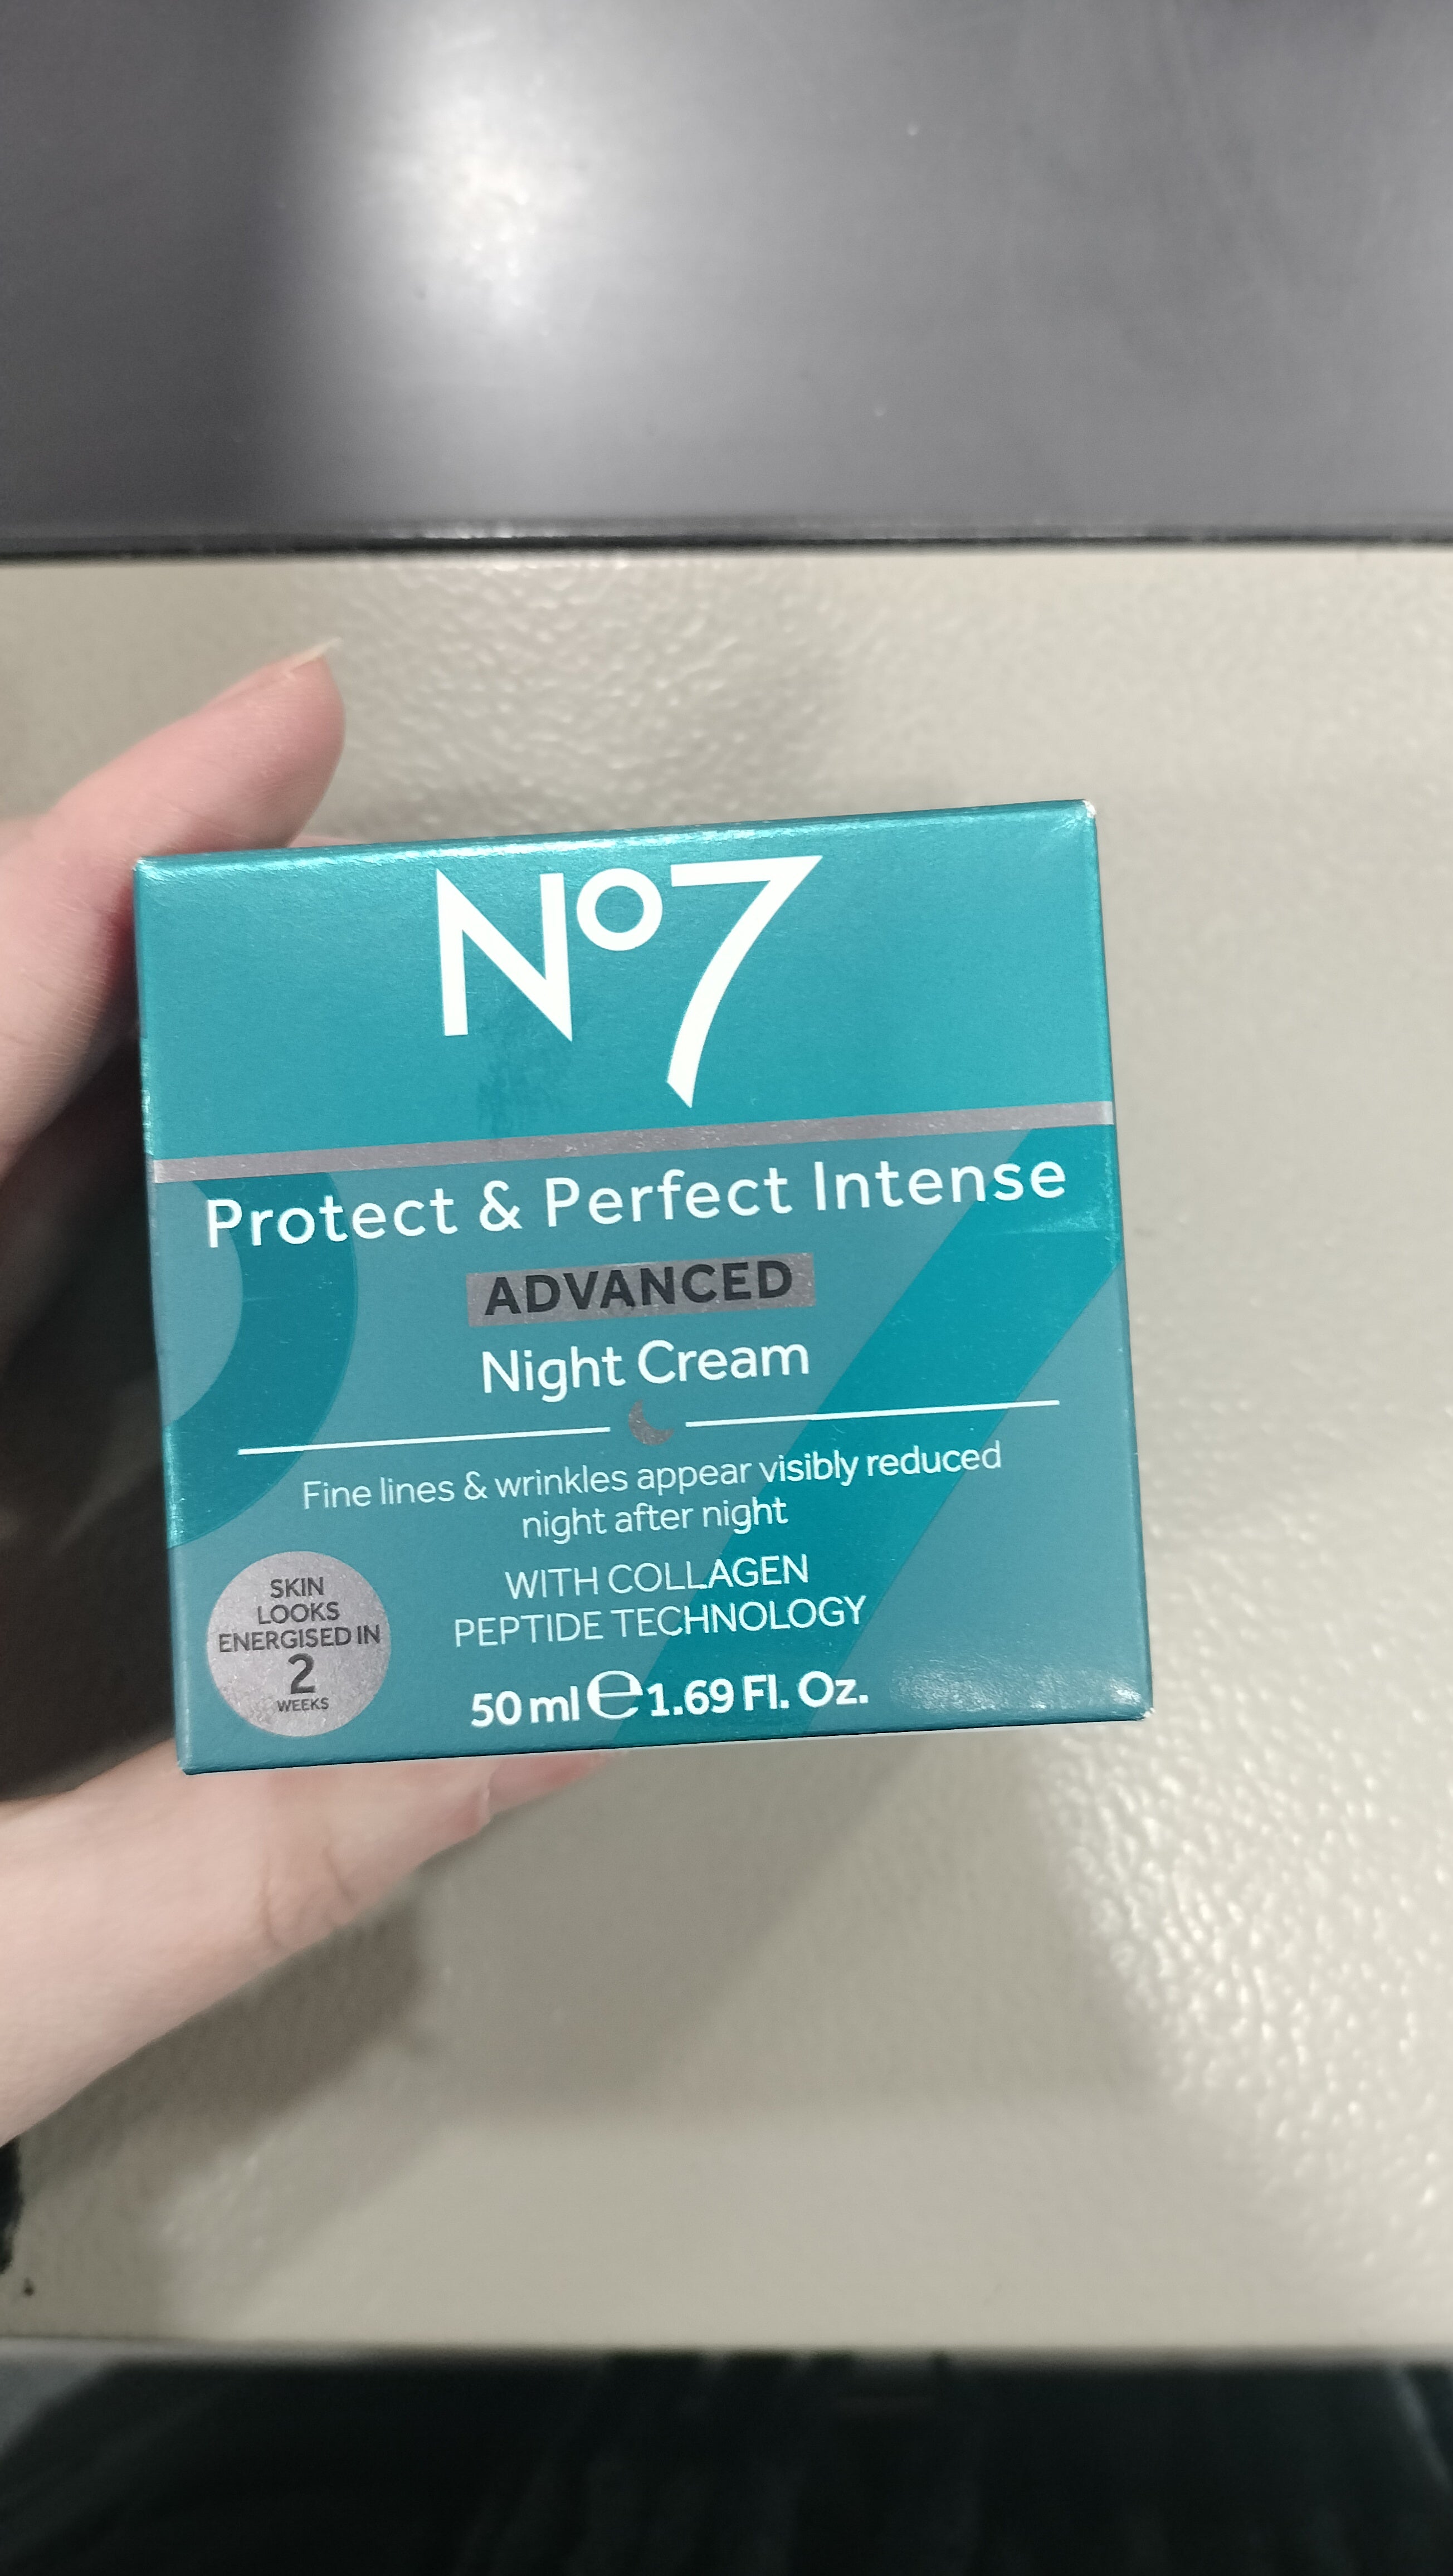 Nº7
Protect & Perfect Intense
ADVANCED
Night Cream
Fine lines & wrinkles appear visibly reduced
night after night
WITH COLLAGEN
PEPTIDE TECHNOLOGY
SKIN
LOOKS
ENERGISED IN
2
WEEKS
50 ml ℮ 1.69 Fl. Oz.